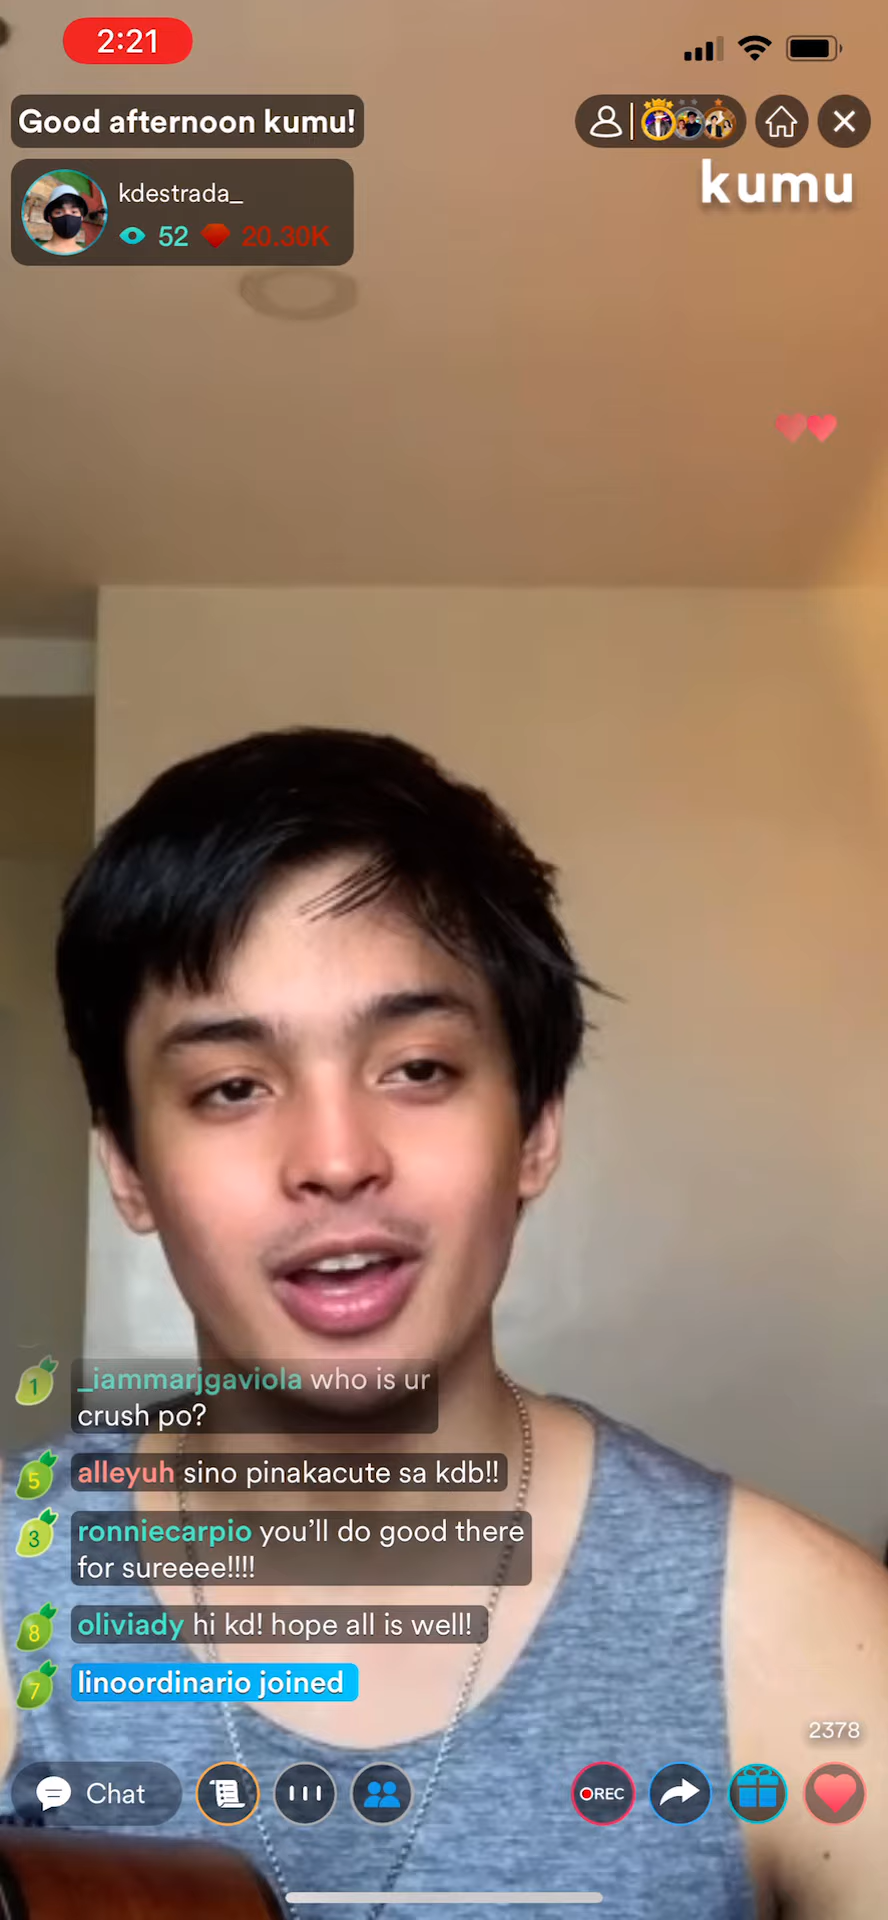 2:21
Good afternoon kumu!
kdestrada_
52 20.30K
kumu
1 _iammarjgaviola who is ur
crush po?
5 alleyuh sino pinakacute sa kdb!!
3 ronniecarpio you'll do good there
for sureeee!!!!
8 oliviady hi kd! hope all is well!
7 linoordinario joined
2378
Chat
REC